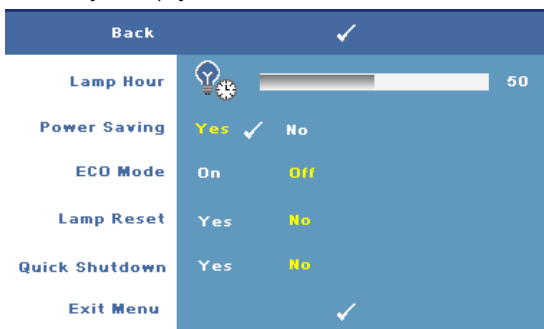 Back
Lamp Hour 50
Power Saving Yes No
ECO Mode On Off
Lamp Reset Yes No
Quick Shutdown Yes No
Exit Menu